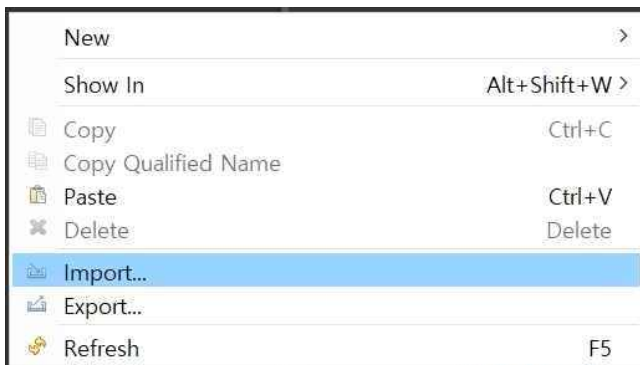 New >
Show In Alt+Shift+W >
Copy Ctrl+C
Copy Qualified Name
Paste Ctrl+V
Delete Delete
Import...
Export...
Refresh F5